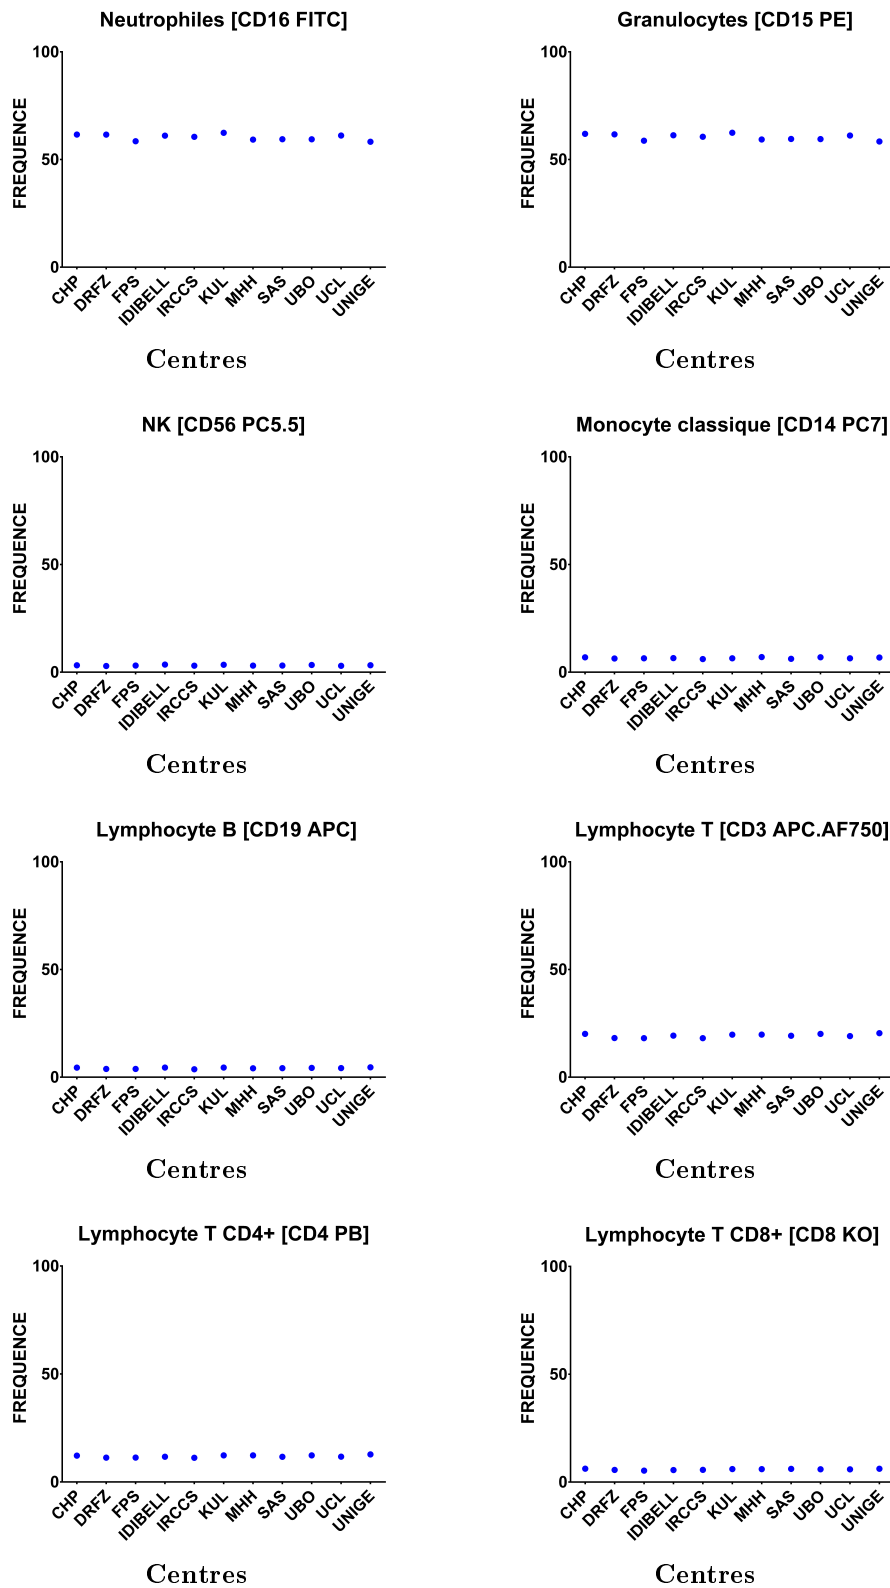 Neutrophiles [CD16 FITC]
100
50
0
FREQUENCE
CHP
DRFZ
FPS
IDIBELL
IRCCS
KUL
MHH
SAS
UBO
UCL
UNIGE
Centres
Granulocytes [CD15 PE]
100
50
0
FREQUENCE
CHP
DRFZ
FPS
IDIBELL
IRCCS
KUL
MHH
SAS
UBO
UCL
UNIGE
Centres
NK [CD56 PC5.5]
100
50
0
FREQUENCE
CHP
DRFZ
FPS
IDIBELL
IRCCS
KUL
MHH
SAS
UBO
UCL
UNIGE
Centres
Monocyte classique [CD14 PC7]
100
50
0
FREQUENCE
CHP
DRFZ
FPS
IDIBELL
IRCCS
KUL
MHH
SAS
UBO
UCL
UNIGE
Centres
Lymphocyte B [CD19 APC]
100
50
0
FREQUENCE
CHP
DRFZ
FPS
IDIBELL
IRCCS
KUL
MHH
SAS
UBO
UCL
UNIGE
Centres
Lymphocyte T [CD3 APC.AF750]
100
50
0
FREQUENCE
CHP
DRFZ
FPS
IDIBELL
IRCCS
KUL
MHH
SAS
UBO
UCL
UNIGE
Centres
Lymphocyte T CD4+ [CD4 PB]
100
50
0
FREQUENCE
CHP
DRFZ
FPS
IDIBELL
IRCCS
KUL
MHH
SAS
UBO
UCL
UNIGE
Centres
Lymphocyte T CD8+ [CD8 KO]
100
50
0
FREQUENCE
CHP
DRFZ
FPS
IDIBELL
IRCCS
KUL
MHH
SAS
UBO
UCL
UNIGE
Centres